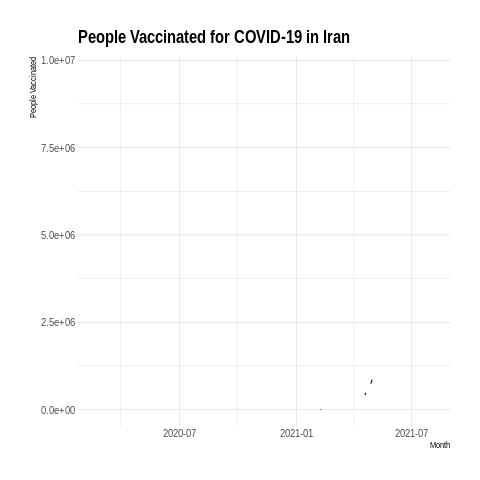 People Vaccinated for COVID-19 in Iran
People Vaccinated
1.0e+07
7.5e+06
5.0e+06
2.5e+06
0.0e+00
2020-07
2021-01
2021-07
Month